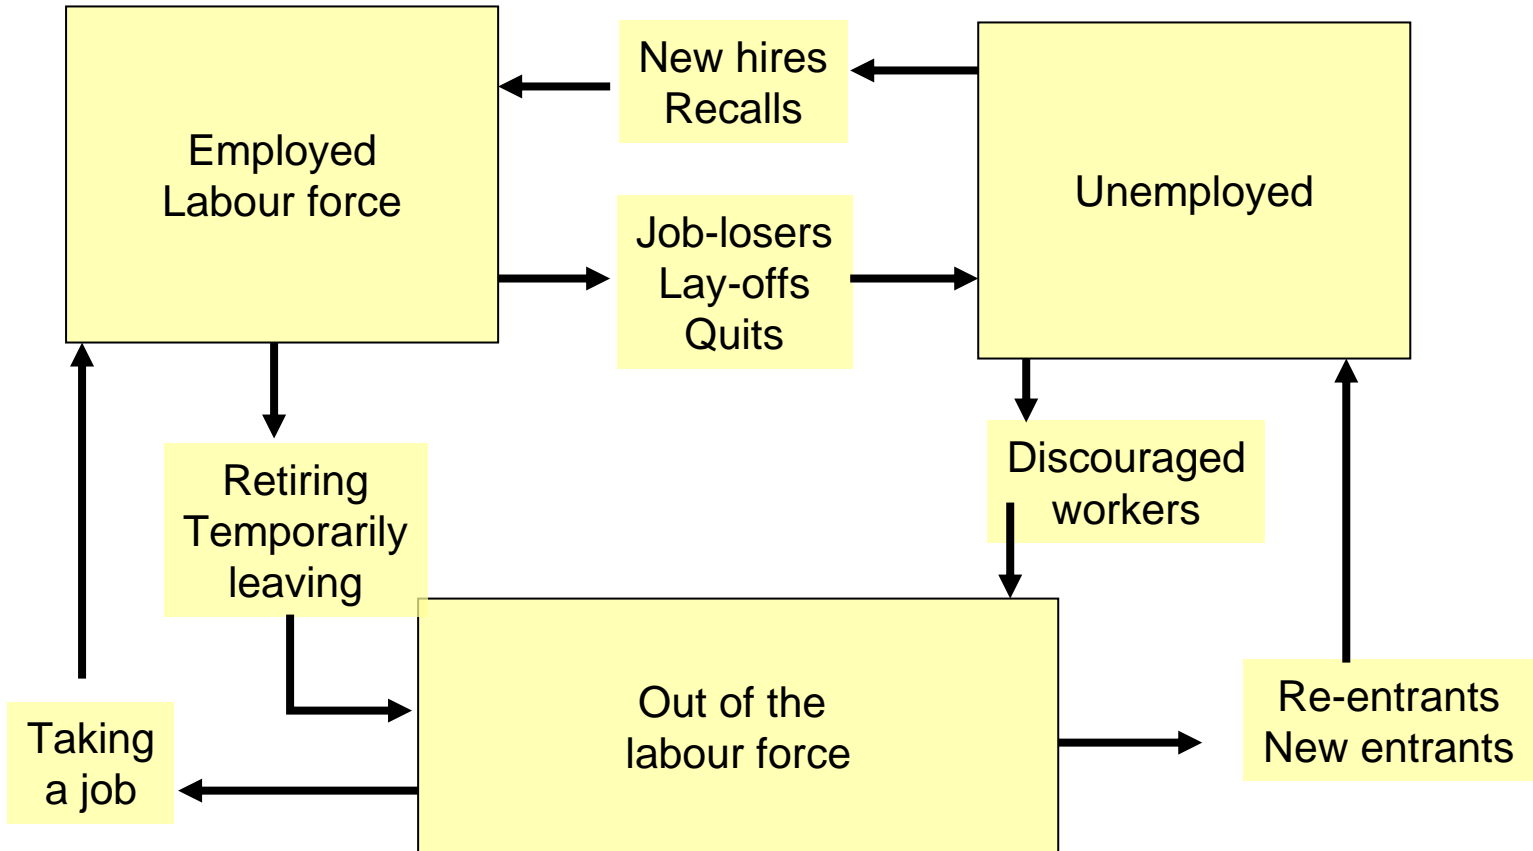 New hires
Recalls
Employed
Labour force
Unemployed
Job-losers
Lay-offs
Quits
Retiring
Temporarily
leaving
Discouraged
workers
Out of the
labour force
Taking
a job
Re-entrants
New entrants